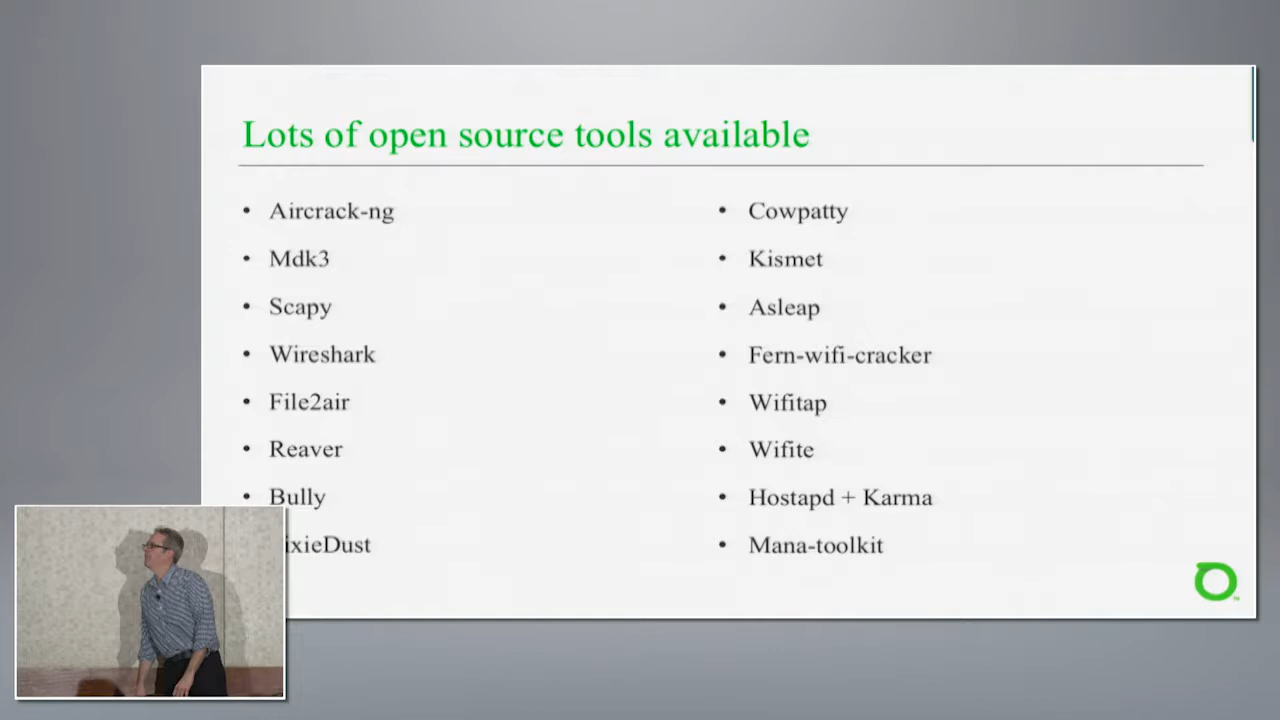 Lots of open source tools available
• Aircrack-ng
• Mdk3
• Scapy
• Wireshark
• File2air
• Reaver
• Bully
ixieDust
• Cowpatty
• Kismet
• Asleap
• Fern-wifi-cracker
• Wifitap
• Wifite
• Hostapd + Karma
• Mana-toolkit